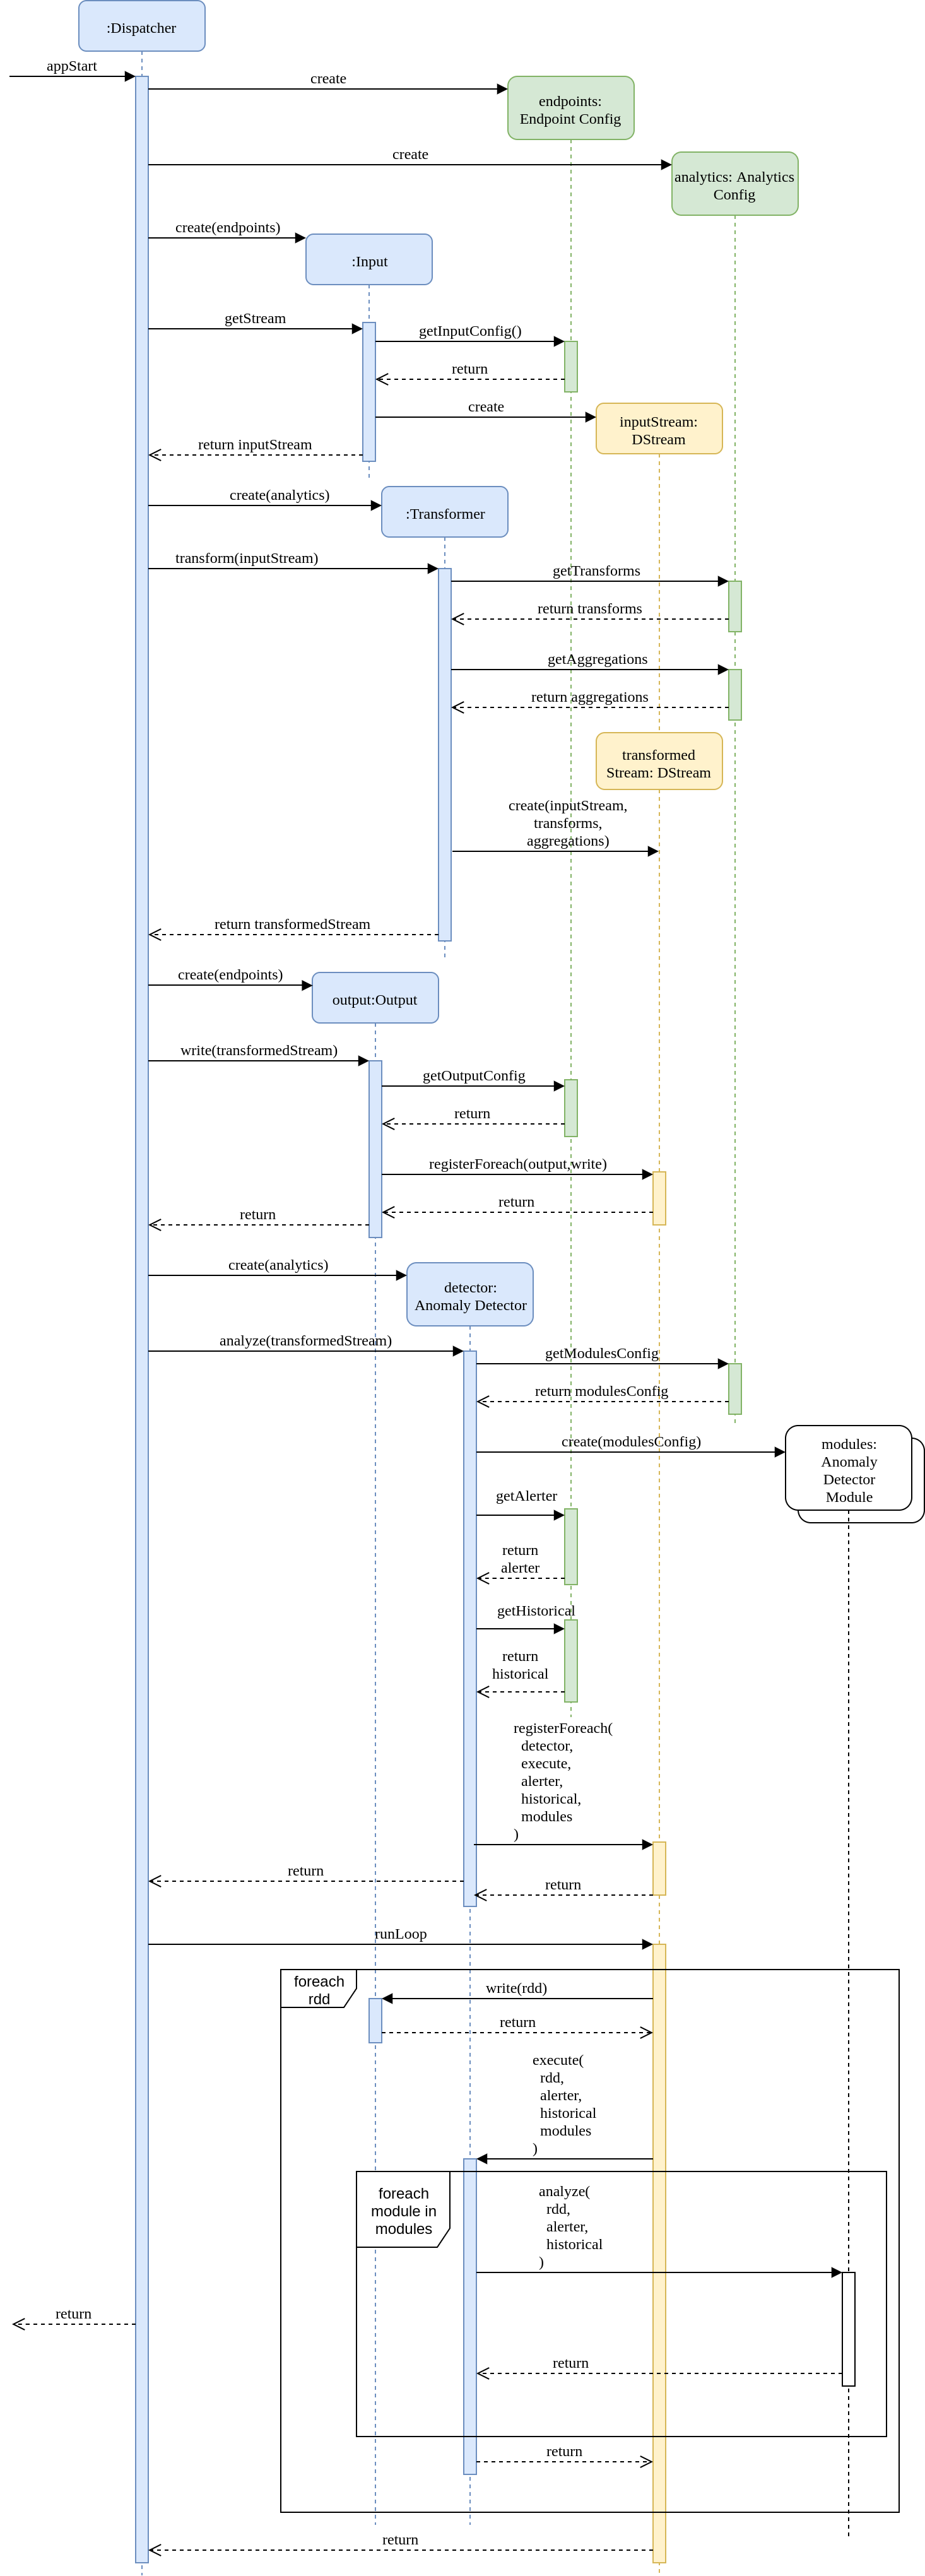 :Dispatcher
appStart
create
endpoints:
Endpoint Config
create
analytics: Analytics
Config
create(endpoints)
:Input
getStream
getInputConfig()
return
create
inputStream:
DStream
return inputStream
create(analytics)
:Transformer
transform(inputStream)
getTransforms
return transforms
getAggregations
return aggregations
transformed
Stream: DStream
create(inputStream,
transforms,
aggregations)
return transformedStream
create(endpoints)
output:Output
write(transformedStream)
getOutputConfig
return
registerForeach(output,write)
return
return
create(analytics)
detector:
Anomaly Detector
analyze(transformedStream)
getModulesConfig
return modulesConfig
create(modulesConfig)
modules:
Anomaly
Detector
Module
getAlerter
return
alerter
getHistorical
return
historical
registerForeach(
detector,
execute,
alerter,
historical,
modules
)
return
return
runLoop
foreach
rdd
write(rdd)
return
execute(
rdd,
alerter,
historical
modules
)
foreach
module in
modules
analyze(
rdd,
alerter,
historical
)
return
return
return
return